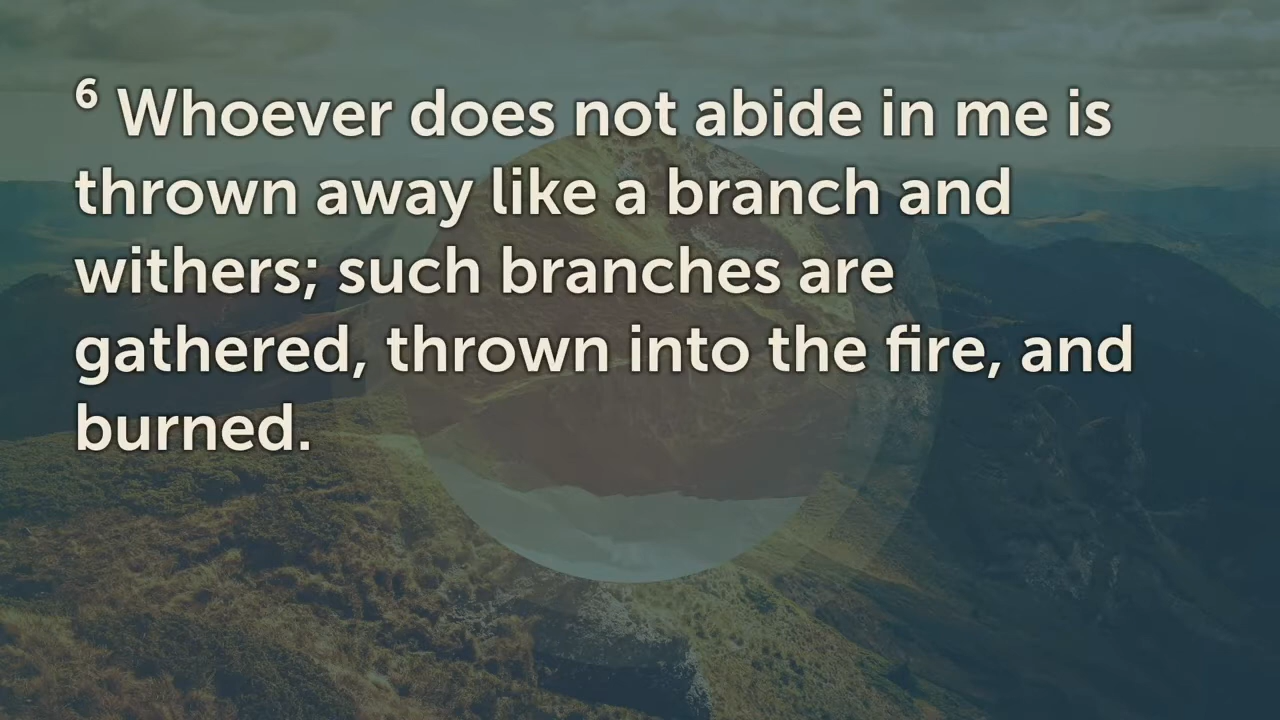 6 Whoever does not abide in me is
thrown away like a branch and
withers; such branches are
gathered, thrown into the fire, and
burned.